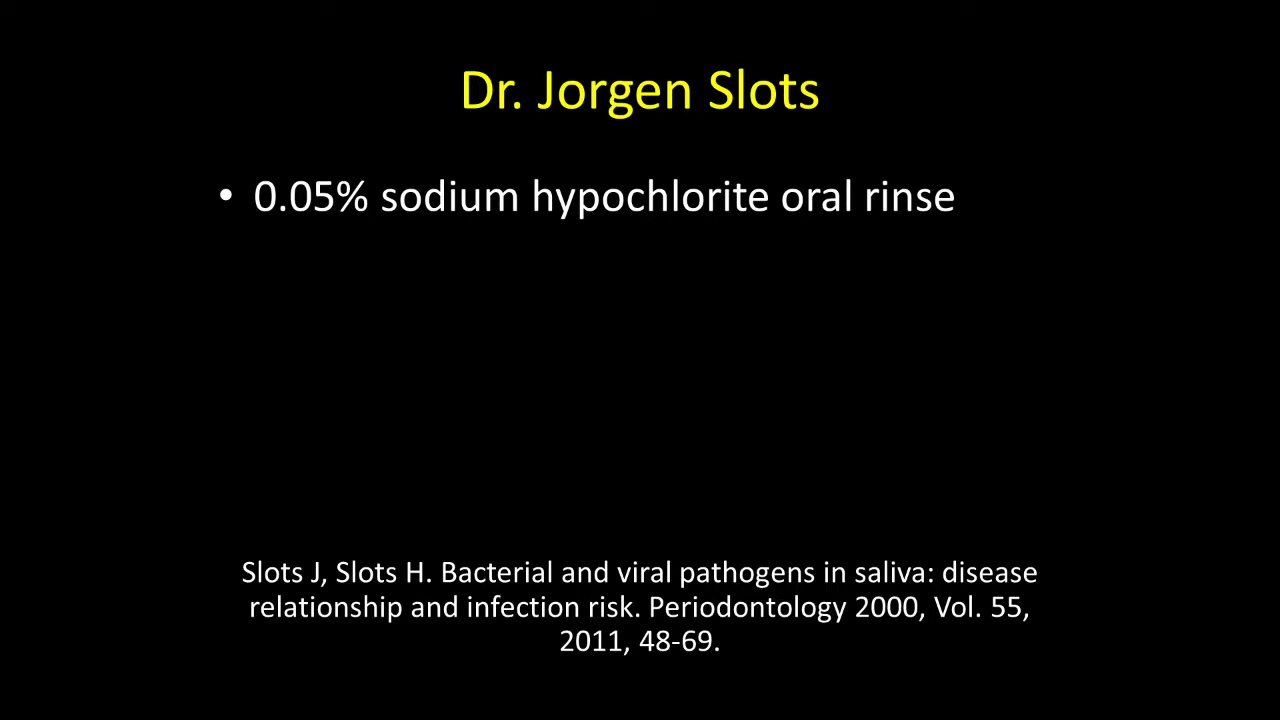 Dr. Jorgen Slots
• 0.05% sodium hypochlorite oral rinse
Slots J, Slots H. Bacterial and viral pathogens in saliva: disease
relationship and infection risk. Periodontology 2000, Vol. 55,
2011, 48-69.